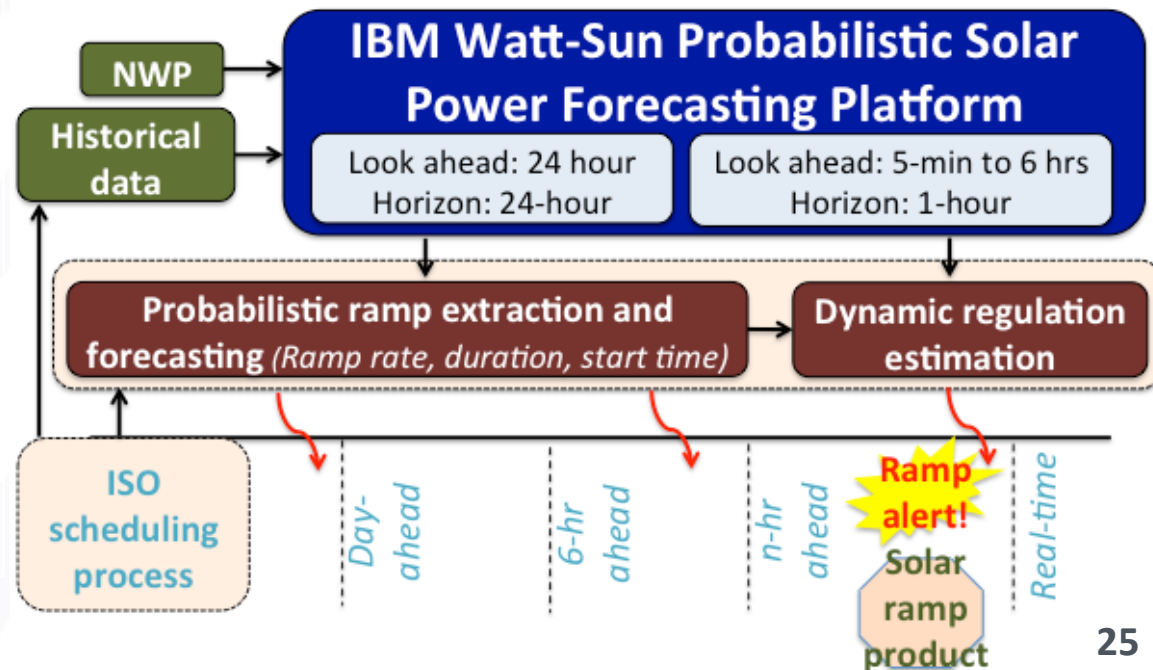 IBM Watt-Sun Probabilistic Solar
Power Forecasting Platform
NWP
Historical
data
Look ahead: 24 hour
Horizon: 24-hour
Look ahead: 5-min to 6 hrs
Horizon: 1-hour
Probabilistic ramp extraction and
forecasting (Ramp rate, duration, start time)
Dynamic regulation
estimation
ISO
scheduling
process
Day-
ahead
6-hr
ahead
n-hr
ahead
Ramp
alert!
Solar
ramp
product
Real-time
25